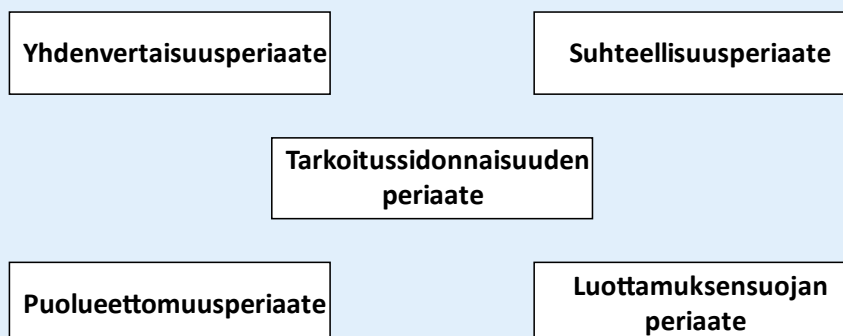 Yhdenvertaisuusperiaate
Suhteellisuusperiaate
Tarkoitussidonnaisuuden
periaate
Puolueettomuusperiaate
Luottamuksensuojan
periaate